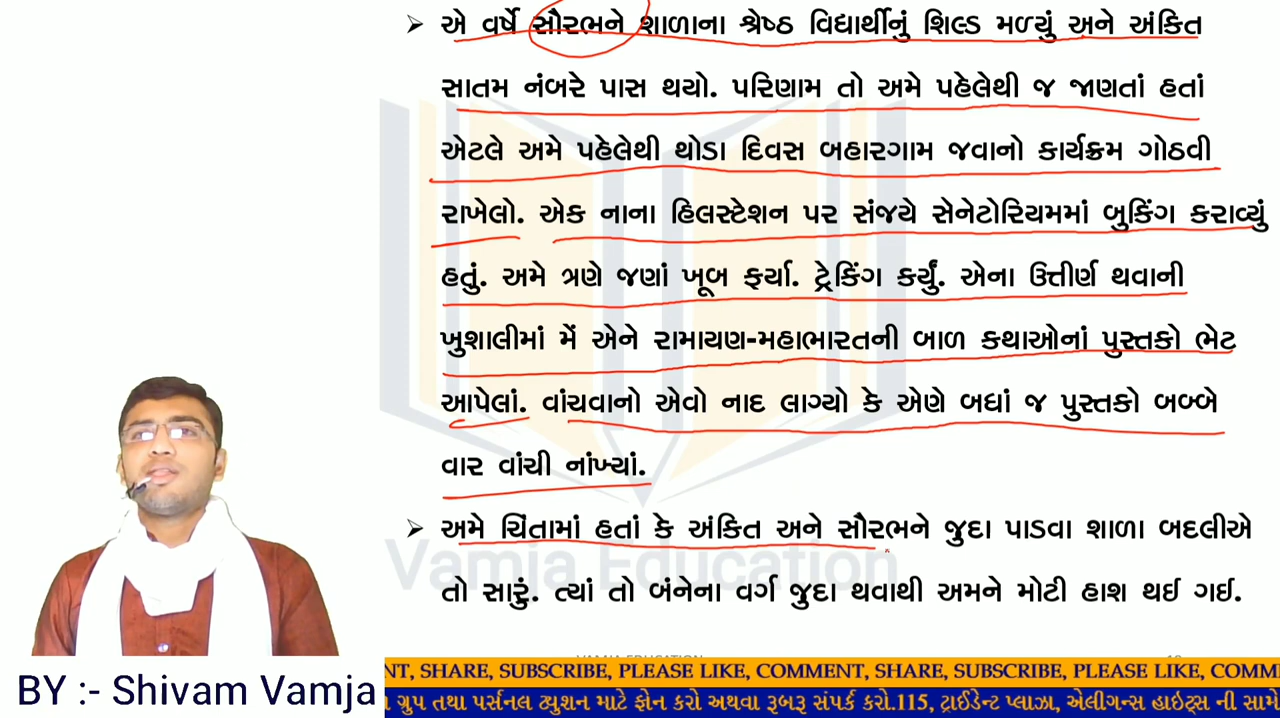 ➢ એ વર્ષે સૌરભને શાળાના શ્રેષ્ઠ વિદ્યાર્થીનું શિલ્ડ મળ્યું અને અંકિત
સાતમ નંબરે પાસ થયો. પરિણામ તો અમે પહેલેથી જ જાણતાં હતાં
એટલે અમે પહેલેથી થોડા દિવસ બહારગામ જવાનો કાર્યક્રમ ગોઠવી
રાખેલો. એક નાના હિલસ્ટેશન પર સંજયે સેનેટોરિયમમાં બુકિંગ કરાવ્યું
હતું. અમે ત્રણે જણાં ખૂબ ફર્યા. ટ્રેકિંગ કર્યું. એના ઉત્તીર્ણ થવાની
ખુશાલીમાં મેં એને રામાયણ-મહાભારતની બાળ કથાઓનાં પુસ્તકો ભેટ
આપેલાં. વાંચવાનો એવો નાદ લાગ્યો કે એણે બધાં જ પુસ્તકો બબ્બે
વાર વાંચી નાંખ્યાં.
➢ અમે ચિંતામાં હતાં કે અંકિત અને સૌરભને જુદા પાડવા શાળા બદલીએ
તો સારું. ત્યાં તો બંનેના વર્ગ જુદા થવાથી અમને મોટી હાશ થઈ ગઈ.
Vamja Education
BY :- Shivam Vamja
NT, SHARE, SUBSCRIBE, PLEASE LIKE, COMMENT, SHARE, SUBSCRIBE, PLEASE LIKE, COMM
ગ્રુપ તથા પર્સનલ ટ્યુશન માટે ફોન કરો અથવા રૂબરૂ સંપર્ક કરો.115, ટ્રાઈડેન્ટ પ્લાઝા, એલીગન્સ હાઇટ્સ ની સામે